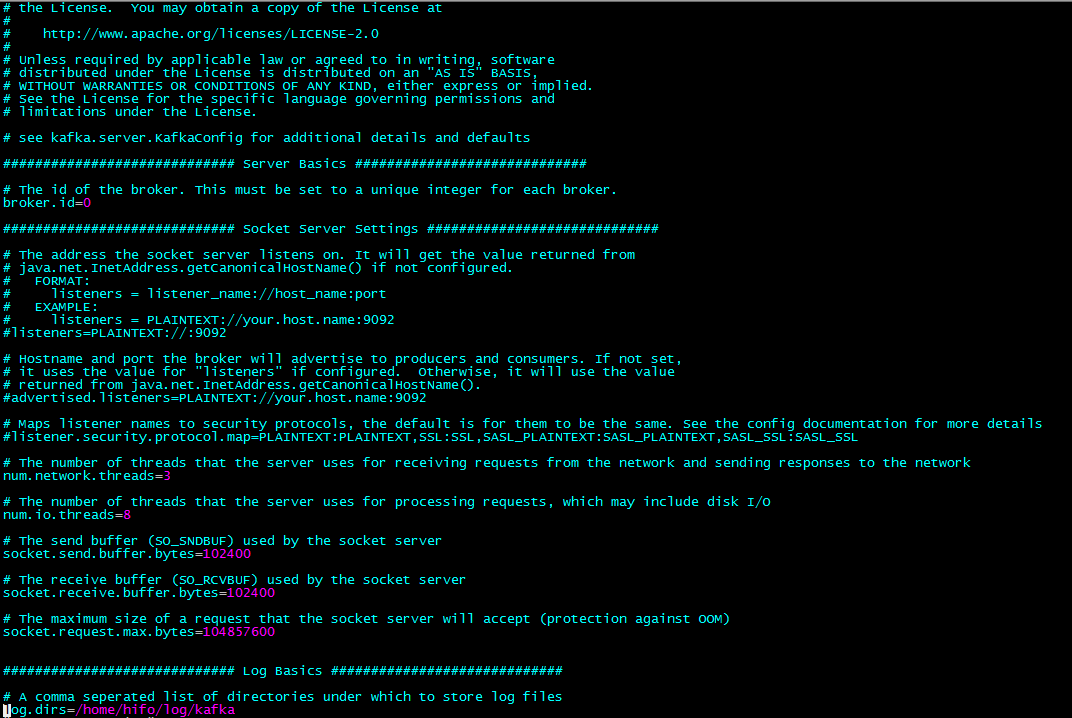 # the License.  You may obtain a copy of the License at
#
#    http://www.apache.org/licenses/LICENSE-2.0
#
# Unless required by applicable law or agreed to in writing, software
# distributed under the License is distributed on an "AS IS" BASIS,
# WITHOUT WARRANTIES OR CONDITIONS OF ANY KIND, either express or implied.
# See the License for the specific language governing permissions and
# limitations under the License.
# see kafka.server.KafkaConfig for additional details and defaults
############################# Server Basics #############################
# The id of the broker. This must be set to a unique integer for each broker.
broker.id=0
############################# Socket Server Settings #############################
# The address the socket server listens on. It will get the value returned from
# java.net.InetAddress.getCanonicalHostName() if not configured.
#   FORMAT:
#     listeners = listener_name://host_name:port
#   EXAMPLE:
#     listeners = PLAINTEXT://your.host.name:9092
#listeners=PLAINTEXT://:9092
# Hostname and port the broker will advertise to producers and consumers. If not set,
# it uses the value for "listeners" if configured.  Otherwise, it will use the value
# returned from java.net.InetAddress.getCanonicalHostName().
#advertised.listeners=PLAINTEXT://your.host.name:9092
# Maps listener names to security protocols, the default is for them to be the same. See the config documentation for more details
#listener.security.protocol.map=PLAINTEXT:PLAINTEXT,SSL:SSL,SASL_PLAINTEXT:SASL_PLAINTEXT,SASL_SSL:SASL_SSL
# The number of threads that the server uses for receiving requests from the network and sending responses to the network
num.network.threads=3
# The number of threads that the server uses for processing requests, which may include disk I/O
num.io.threads=8
# The send buffer (SO_SNDBUF) used by the socket server
socket.send.buffer.bytes=102400
# The receive buffer (SO_RCVBUF) used by the socket server
socket.receive.buffer.bytes=102400
# The maximum size of a request that the socket server will accept (protection against OOM)
socket.request.max.bytes=104857600
############################# Log Basics #############################
# A comma seperated list of directories under which to store log files
log.dirs=/home/hifo/log/kafka